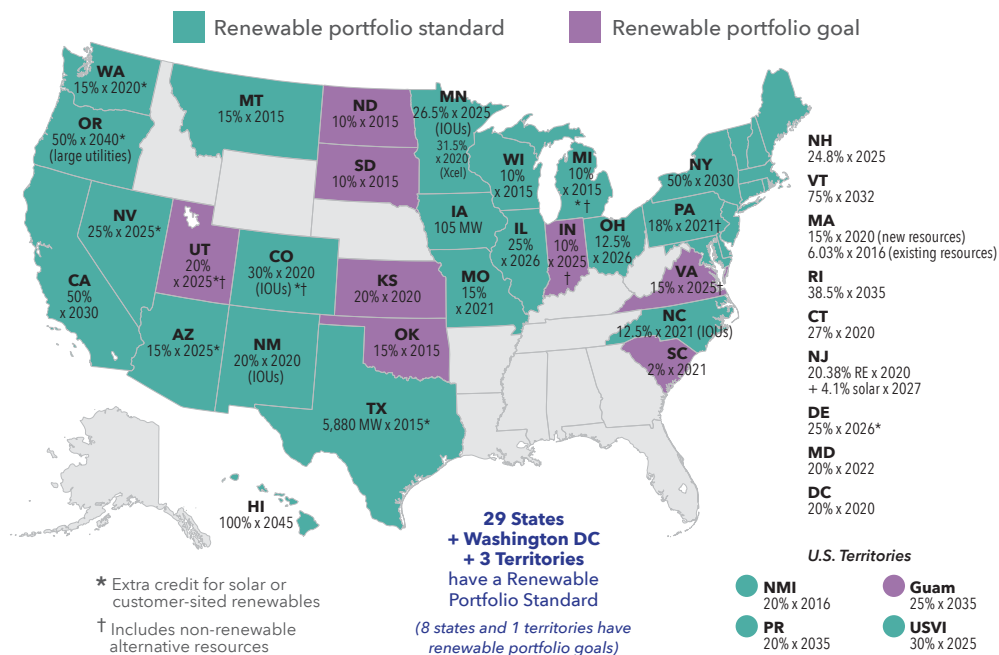 Renewable portfolio standard
Renewable portfolio goal
WA
15% x 2020*
OR
50% x 2040*
(large utilities)
CA
50%
x 2030
NV
25% x 2025*
MT
15% x 2015
UT
20%
x 2025*†
AZ
15% x 2025*
CO
30% x 2020
(IOUs) *†
NM
20% x 2020
(IOUs)
ND
10% x 2015
SD
10% x 2015
KS
20% x 2020
OK
15% x 2015
TX
5,880 MW x 2015*
MN
26.5% x 2025
(IOUs)
31.5%
x 2020
(Xcel)
IA
105 MW
MO
15%
x 2021
WI
10%
x 2015
IL
25%
x 2026
MI
10%
x 2015
*†
IN
10%
x 2025
†
OH
12.5%
x 2026
NY
50% x 2030
PA
18% x 2021†
VA
15% x 2025†
NC
12.5% x 2021 (IOUs)
SC
2% x 2021
HI
100% x 2045
NH
24.8% x 2025
VT
75% x 2032
MA
15% x 2020 (new resources)
6.03% x 2016 (existing resources)
RI
38.5% x 2035
CT
27% x 2020
NJ
20.38% RE x 2020
+ 4.1% solar x 2027
DE
25% x 2026*
MD
20% x 2022
DC
20% x 2020
29 States
+ Washington DC
+ 3 Territories
have a Renewable
Portfolio Standard
(8 states and 1 territories have
renewable portfolio goals)
* Extra credit for solar or
customer-sited renewables
† Includes non-renewable
alternative resources
U.S. Territories
NMI
20% x 2016
Guam
25% x 2035
PR
20% x 2035
USVI
30% x 2025